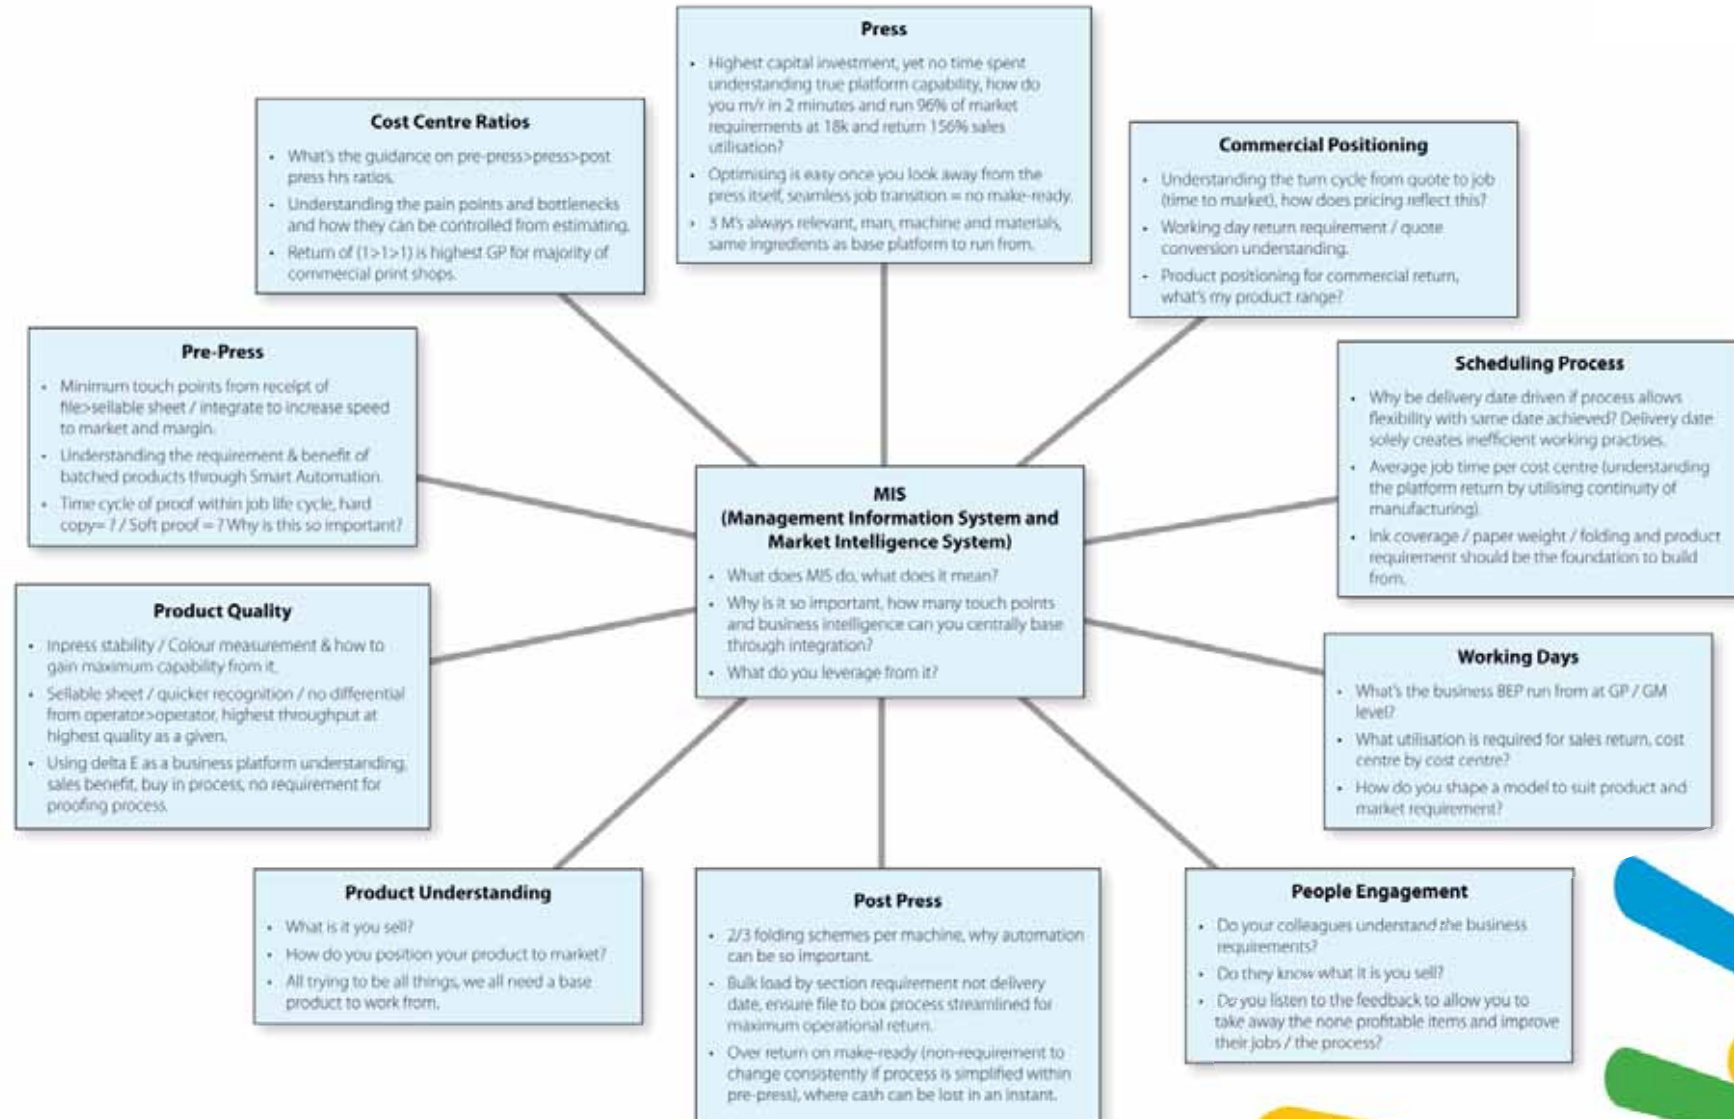 Press
• Highest capital investment, yet no time spent
understanding true platform capability, how do
you m/r in 2 minutes and run 96% of market
requirements at 18k and return 156% sales
utilisation?
• Optimising is easy once you look away from the
press itself, seamless job transition = no make-ready.
• 3 M's always relevant, man, machine and materials,
same ingredients as base platform to run from.
Cost Centre Ratios
• What's the guidance on pre-press>press>post
press hrs ratios.
• Understanding the pain points and bottlenecks
and how they can be controlled from estimating.
• Return of (1>1>1) is highest GP for majority of
commercial print shops.
Commercial Positioning
• Understanding the turn cycle from quote to job
(time to market), how does pricing reflect this?
• Working day return requirement / quote
conversion understanding.
• Product positioning for commercial return,
what's my product range?
Pre-Press
• Minimum touch points from receipt of
file>sellable sheet / integrate to increase speed
to market and margin.
• Understanding the requirement & benefit of
batched products through Smart Automation.
• Time cycle of proof within job life cycle, hard
copy= ? / Soft proof = ? Why is this so important?
Scheduling Process
• Why be delivery date driven if process allows
flexibility with same date achieved? Delivery date
solely creates inefficient working practises.
• Average job time per cost centre (understanding
the platform return by utilising continuity of
manufacturing).
• Ink coverage / paper weight / folding and product
requirement should be the foundation to build
from.
MIS
(Management Information System and
Market Intelligence System)
• What does MIS do, what does it mean?
• Why is it so important, how many touch points
and business intelligence can you centrally base
through integration?
• What do you leverage from it?
Product Quality
• Inpress stability / Colour measurement & how to
gain maximum capability from it.
• Sellable sheet / quicker recognition / no differential
from operator>operator, highest throughput at
highest quality as a given.
• Using delta E as a business platform understanding,
sales benefit, buy in process, no requirement for
proofing process.
Working Days
• What's the business BEP run from at GP / GM
level?
• What utilisation is required for sales return, cost
centre by cost centre?
• How do you shape a model to suit product and
market requirement?
Product Understanding
• What is it you sell?
• How do you position your product to market?
• All trying to be all things, we all need a base
product to work from.
Post Press
• 2/3 folding schemes per machine, why automation
can be so important.
• Bulk load by section requirement not delivery
date, ensure file to box process streamlined for
maximum operational return.
• Over return on make-ready (non-requirement to
change consistently if process is simplified within
pre-press), where cash can be lost in an instant.
People Engagement
• Do your colleagues understand the business
requirements?
• Do they know what it is you sell?
• Do you listen to the feedback to allow you to
take away the none profitable items and improve
their jobs / the process?